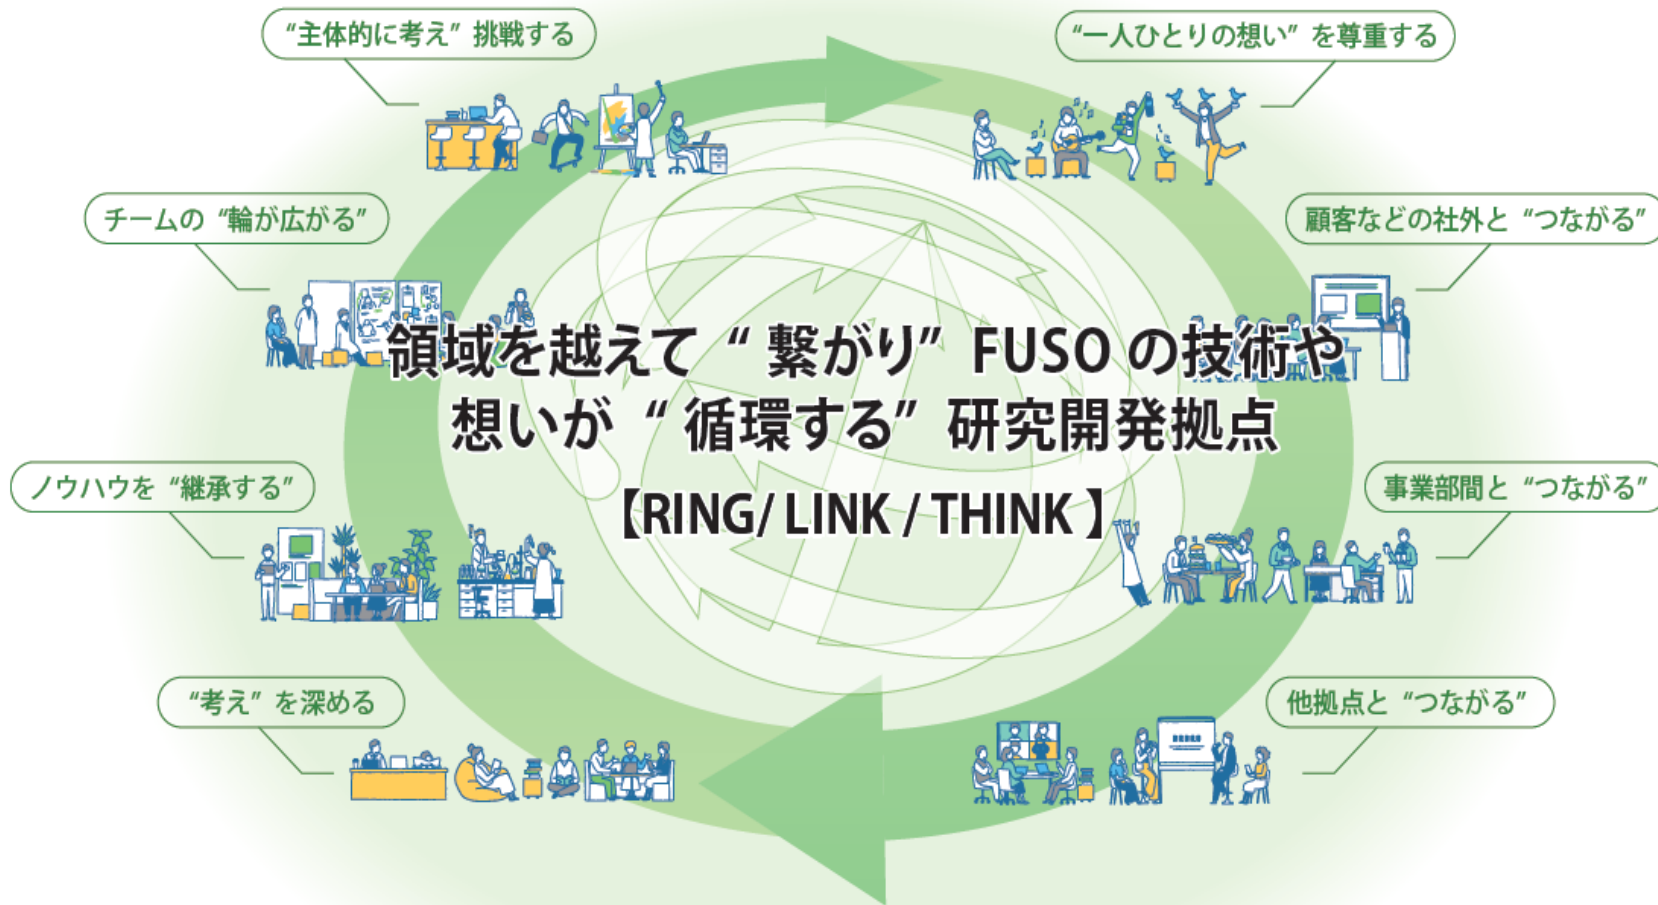 “主体的に考え” 挑戦する
“一人ひとりの想い” を尊重する
チームの “輪が広がる”
顧客などの社外と “つながる”
領域を越えて “ 繋がり” FUSO の技術や
想いが “ 循環する” 研究開発拠点
【RING/ LINK / THINK 】
ノウハウを “継承する”
事業部間と “つながる”
“考え” を深める
他拠点と “つながる”